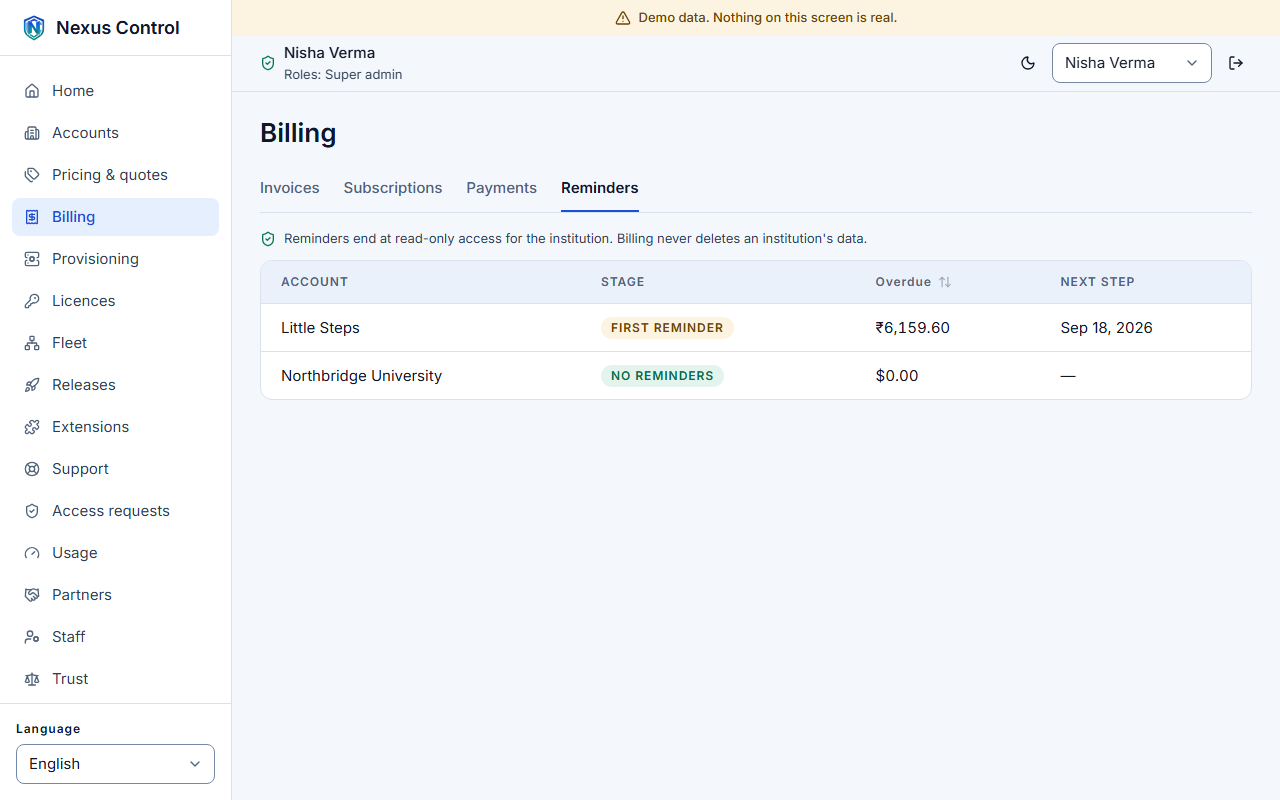 Nexus Control
Demo data. Nothing on this screen is real.
Nisha Verma
Roles: Super admin
Nisha Verma
Home
Accounts
Pricing & quotes
Billing
Provisioning
Licences
Fleet
Releases
Extensions
Support
Access requests
Usage
Partners
Staff
Trust
Language
English
Billing
Invoices Subscriptions Payments Reminders
Reminders end at read-only access for the institution. Billing never deletes an institution's data.
ACCOUNT STAGE Overdue NEXT STEP
Little Steps FIRST REMINDER ₹6,159.60 Sep 18, 2026
Northbridge University NO REMINDERS $0.00 —